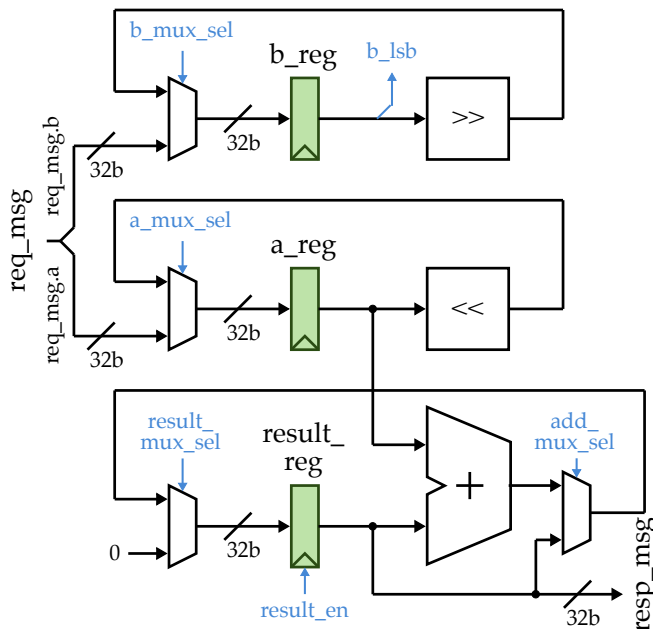 b_mux_sel
b_reg
b_lsb
>>
32b
req_msg.b
32b
req_msg
a_mux_sel
a_reg
<<
32b
req_msg.a
32b
result_
mux_sel
result_
reg
add_
mux_sel
+
0
32b
result_en
32b
resp_msg